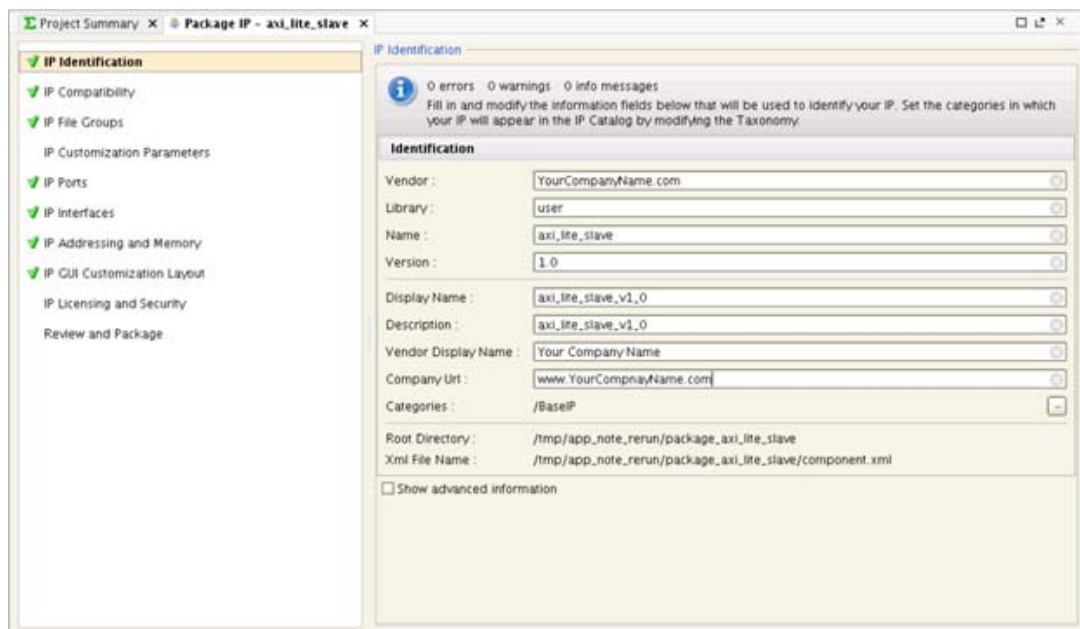 Project Summary
Package IP - axi_lite_slave
IP Identification
IP Compatibility
IP File Groups
IP Customization Parameters
IP Ports
IP Interfaces
IP Addressing and Memory
IP GUI Customization Layout
IP Licensing and Security
Review and Package
IP Identification
0 errors 0 warnings 0 info messages
Fill in and modify the information fields below that will be used to identify your IP. Set the categories in which
your IP will appear in the IP Catalog by modifying the Taxonomy.
Identification
Vendor : YourCompanyName.com
Library : user
Name : axi_lite_slave
Version : 1.0
Display Name : axi_lite_slave_v1_0
Description : axi_lite_slave_v1_0
Vendor Display Name : Your Company Name
Company Url : www.YourCompnayName.com
Categories : /BaseIP
Root Directory : /tmp/app_note_rerun/package_axi_lite_slave
Xml File Name : /tmp/app_note_rerun/package_axi_lite_slave/component.xml
Show advanced information